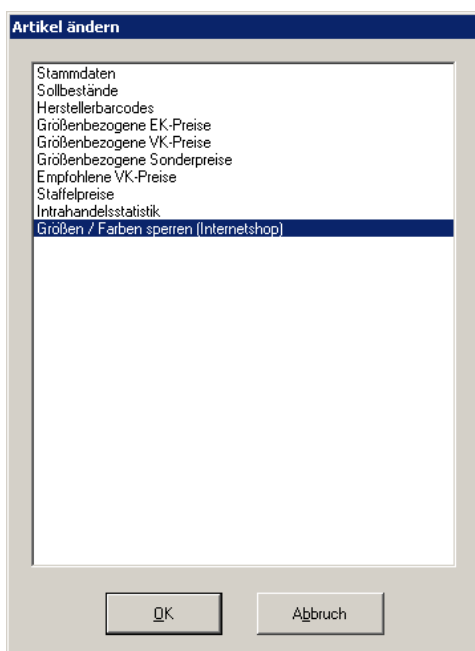 Artikel ändern
Stammdaten
Sollbestände
Herstellerbarcodes
Größenbezogene EK-Preise
Größenbezogene VK-Preise
Größenbezogene Sonderpreise
Empfohlene VK-Preise
Staffelpreise
Intrahandelsstatistik
Größen / Farben sperren (Internetshop)
OK Abbruch